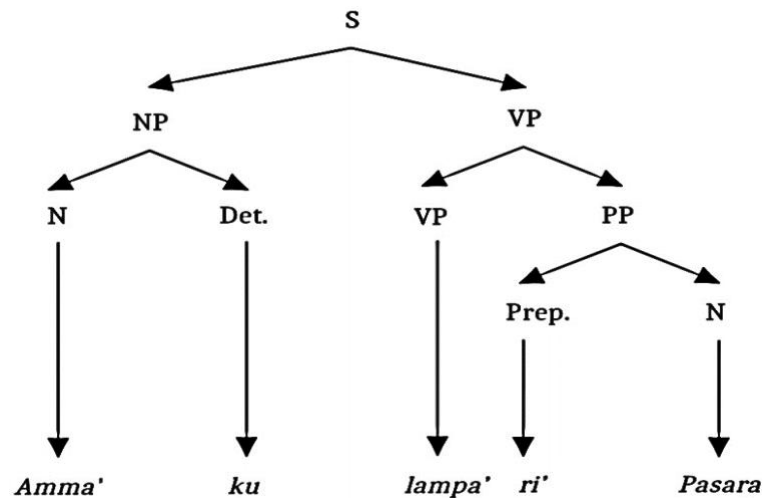 S
NP VP
N Det. VP PP
Prep. N
Amma' ku lampa' ri' Pasara